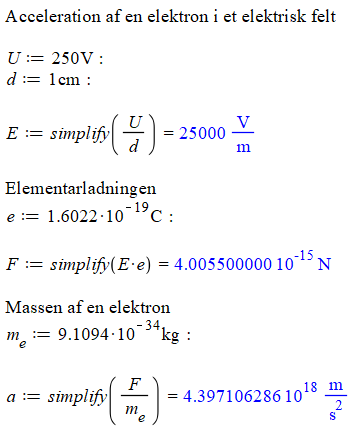 Acceleration af en elektron i et elektrisk felt
U := 250V :
d := 1cm :
E := simplify(U/d) = 25000 V/m
Elementarladningen
e := 1.6022·10^-19 C :
F := simplify(E·e) = 4.005500000 10^-15 N
Massen af en elektron
m_e := 9.1094·10^-34 kg :
a := simplify(F/m_e) = 4.397106286 10^18 m/s^2